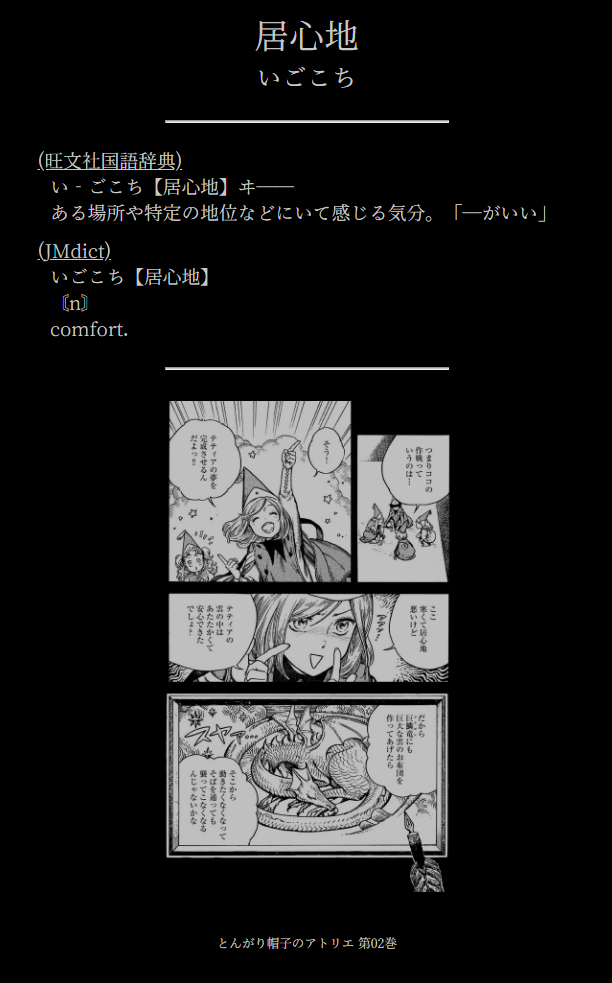 居心地
いごこち
(旺文社国語辞典)
い‐ごこち【居心地】ヰ――
ある場所や特定の地位などにいて感じる気分。「―がいい」
(JMdict)
いごこち【居心地】
〘n〙
comfort.
つまりココの
作戦って
いうのは…
そう!
テティアの夢を
完成させるん
だよっ!!
ここ
寒くて居心地
悪いけど
テティアの
雲の中は
あたたかくて
安心できた
でしょ?
だから
巨鱗竜にも
巨大な雲のお布団を
作ってあげたら
スヤァ…
そこから
動きたくなくなって
そばを通っても
襲ってこなくなる
んじゃないかな
とんがり帽子のアトリエ 第02巻